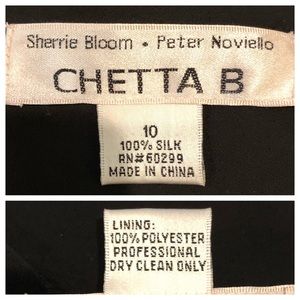 Sherrie Bloom • Peter Noviello
CHETTA B
10
100% SILK
RN#60299
MADE IN CHINA
LINING:
100% POLYESTER
PROFESSIONAL
DRY CLEAN ONLY